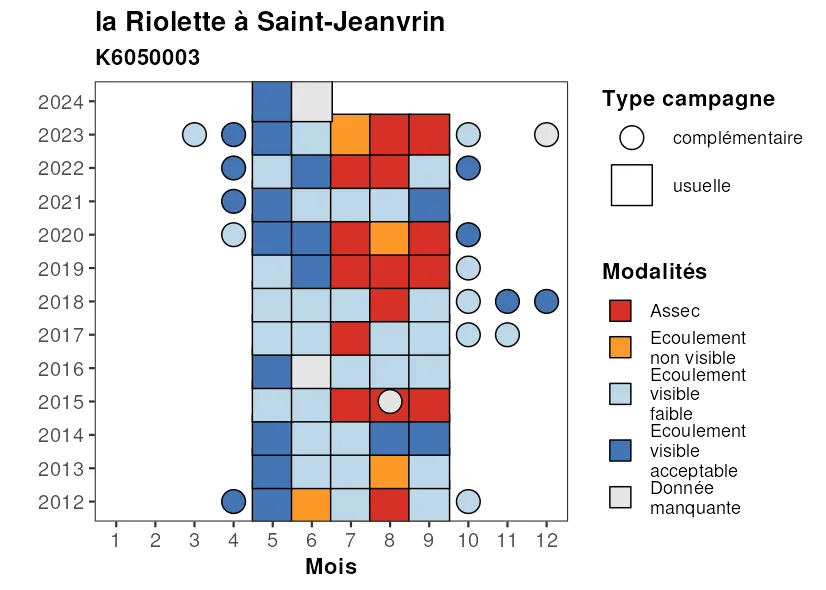 la Riolette à Saint-Jeanvrin
K6050003
2024
2023
2022
2021
2020
2019
2018
2017
2016
2015
2014
2013
2012
1 2 3 4 5 6 7 8 9 10 11 12
Mois
Type campagne
complémentaire
usuelle
Modalités
Assec
Ecoulement
non visible
Ecoulement
visible
faible
Ecoulement
visible
acceptable
Donnée
manquante